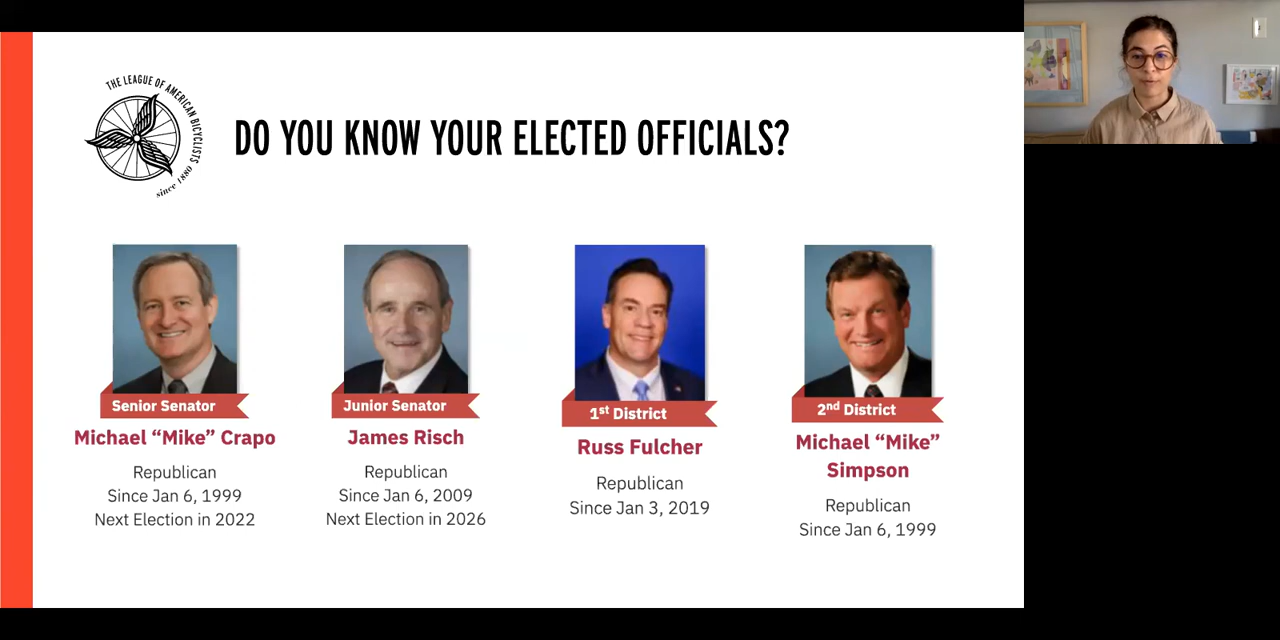 THE LEAGUE OF AMERICAN BICYCLISTS
since 1880
DO YOU KNOW YOUR ELECTED OFFICIALS?
Senior Senator
Michael “Mike” Crapo
Republican
Since Jan 6, 1999
Next Election in 2022
Junior Senator
James Risch
Republican
Since Jan 6, 2009
Next Election in 2026
1st District
Russ Fulcher
Republican
Since Jan 3, 2019
2nd District
Michael “Mike”
Simpson
Republican
Since Jan 6, 1999